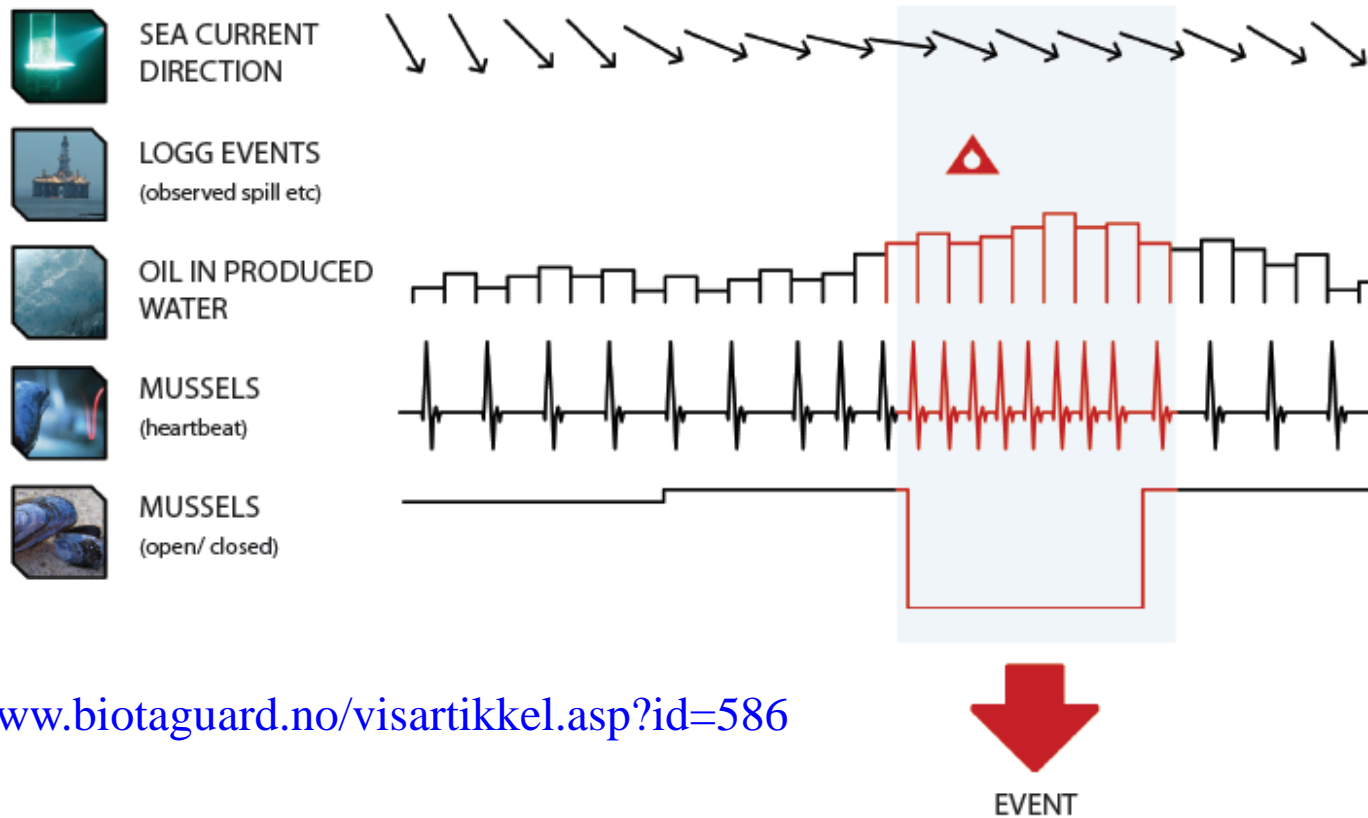 SEA CURRENT
DIRECTION
LOGG EVENTS
(observed spill etc)
OIL IN PRODUCED
WATER
MUSSELS
(heartbeat)
MUSSELS
(open/ closed)
ww.biotaguard.no/visartikkel.asp?id=586
EVENT